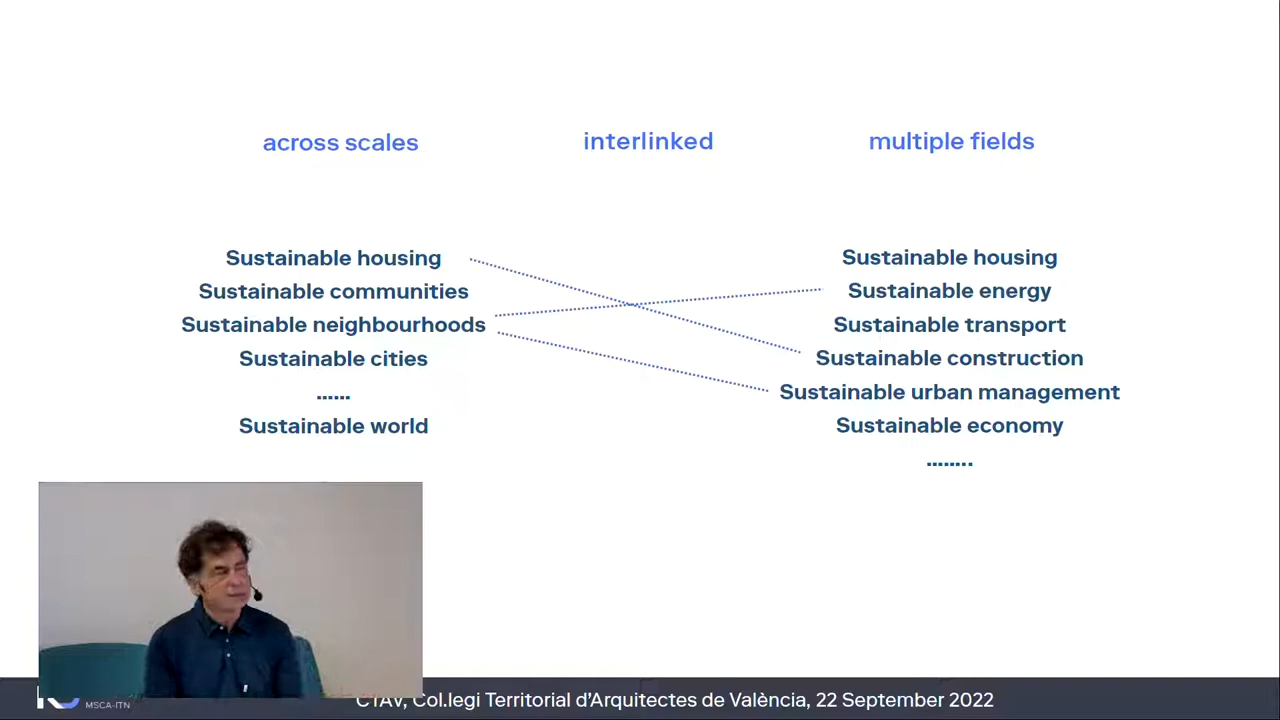 across scales
interlinked
multiple fields
Sustainable housing
Sustainable communities
Sustainable neighbourhoods
Sustainable cities
......
Sustainable world
Sustainable housing
Sustainable energy
Sustainable transport
Sustainable construction
Sustainable urban management
Sustainable economy
........
MSCA-ITN
CTAV, Col.legi Territorial d'Arquitectes de València, 22 September 2022